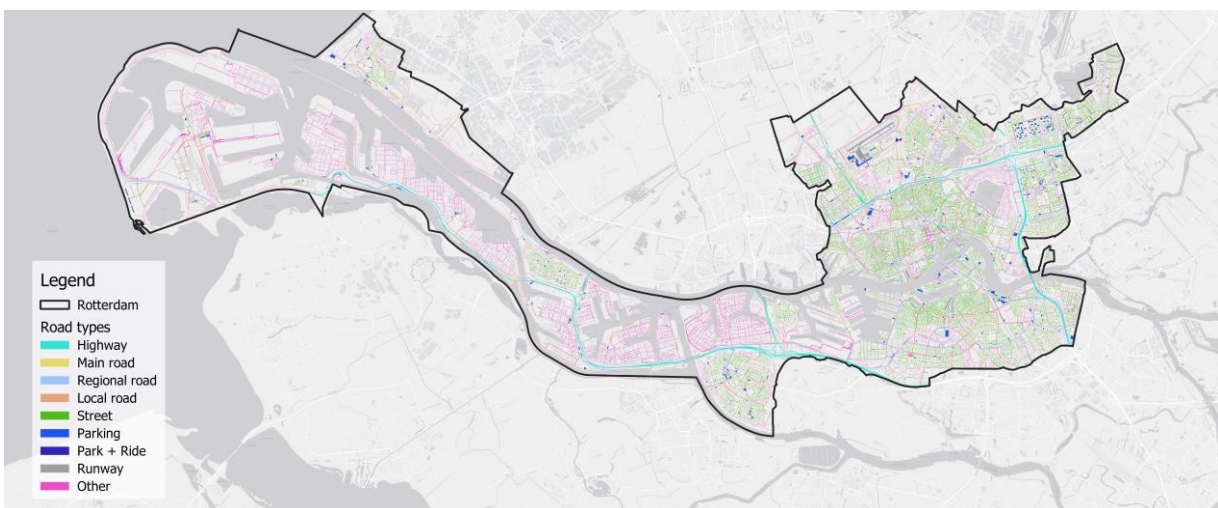 Legend
Rotterdam
Road types
Highway
Main road
Regional road
Local road
Street
Parking
Park + Ride
Runway
Other